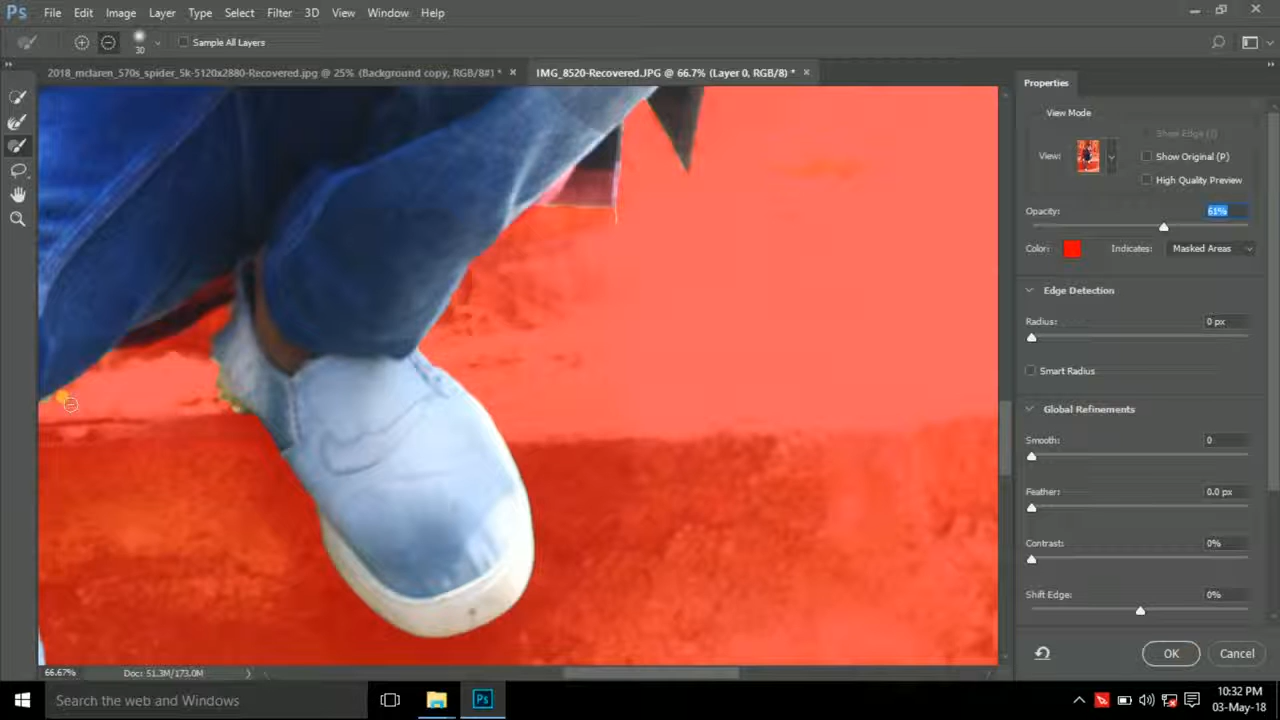 Ps File Edit Image Layer Type Select Filter 3D View Window Help
30 Sample All Layers
2018_mclaren_570s_spider_5k-5120x2880-Recovered.jpg @ 25% (Background copy, RGB/8#) * × IMG_8520-Recovered.JPG @ 66.7% (Layer 0, RGB/8) * ×
Properties
View Mode
Show Edge (J)
View: Show Original (P)
High Quality Preview
Opacity: 61%
Color: Indicates: Masked Areas
Edge Detection
Radius: 0 px
Smart Radius
Global Refinements
Smooth: 0
Feather: 0.0 px
Contrast: 0%
Shift Edge: 0%
OK Cancel
66.67% Doc: 51.3M/173.0M
Search the web and Windows
Ps
10:32 PM
03-May-18